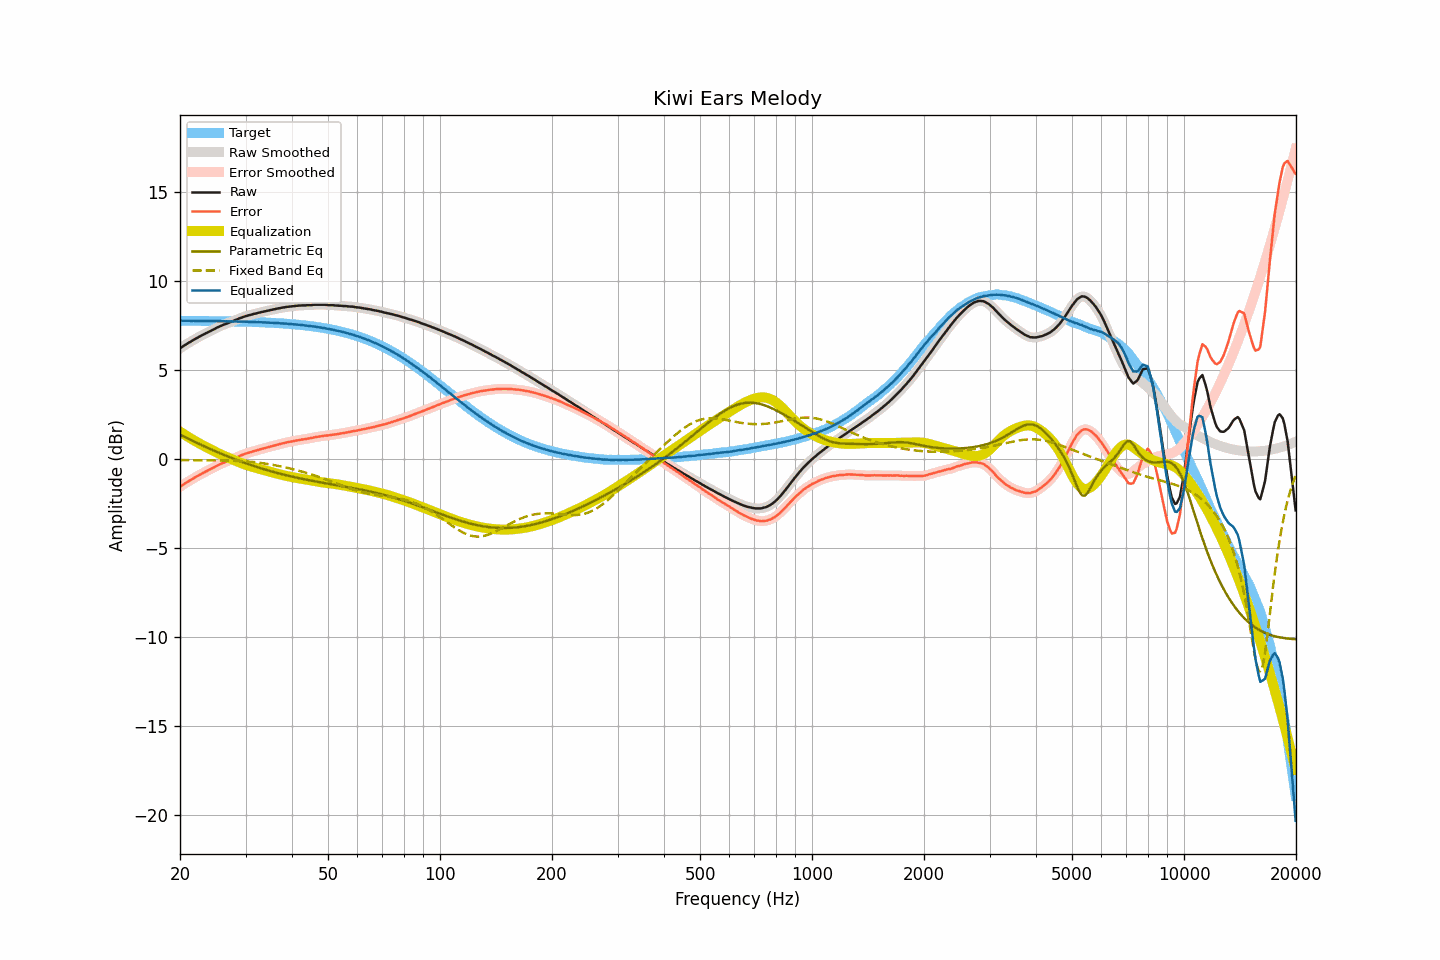 Kiwi Ears Melody
Target
Raw Smoothed
Error Smoothed
Raw
Error
Equalization
Parametric Eq
Fixed Band Eq
Equalized
Amplitude (dBr)
15
10
5
0
−5
−10
−15
−20
20
50
100
200
500
1000
2000
5000
10000
20000
Frequency (Hz)